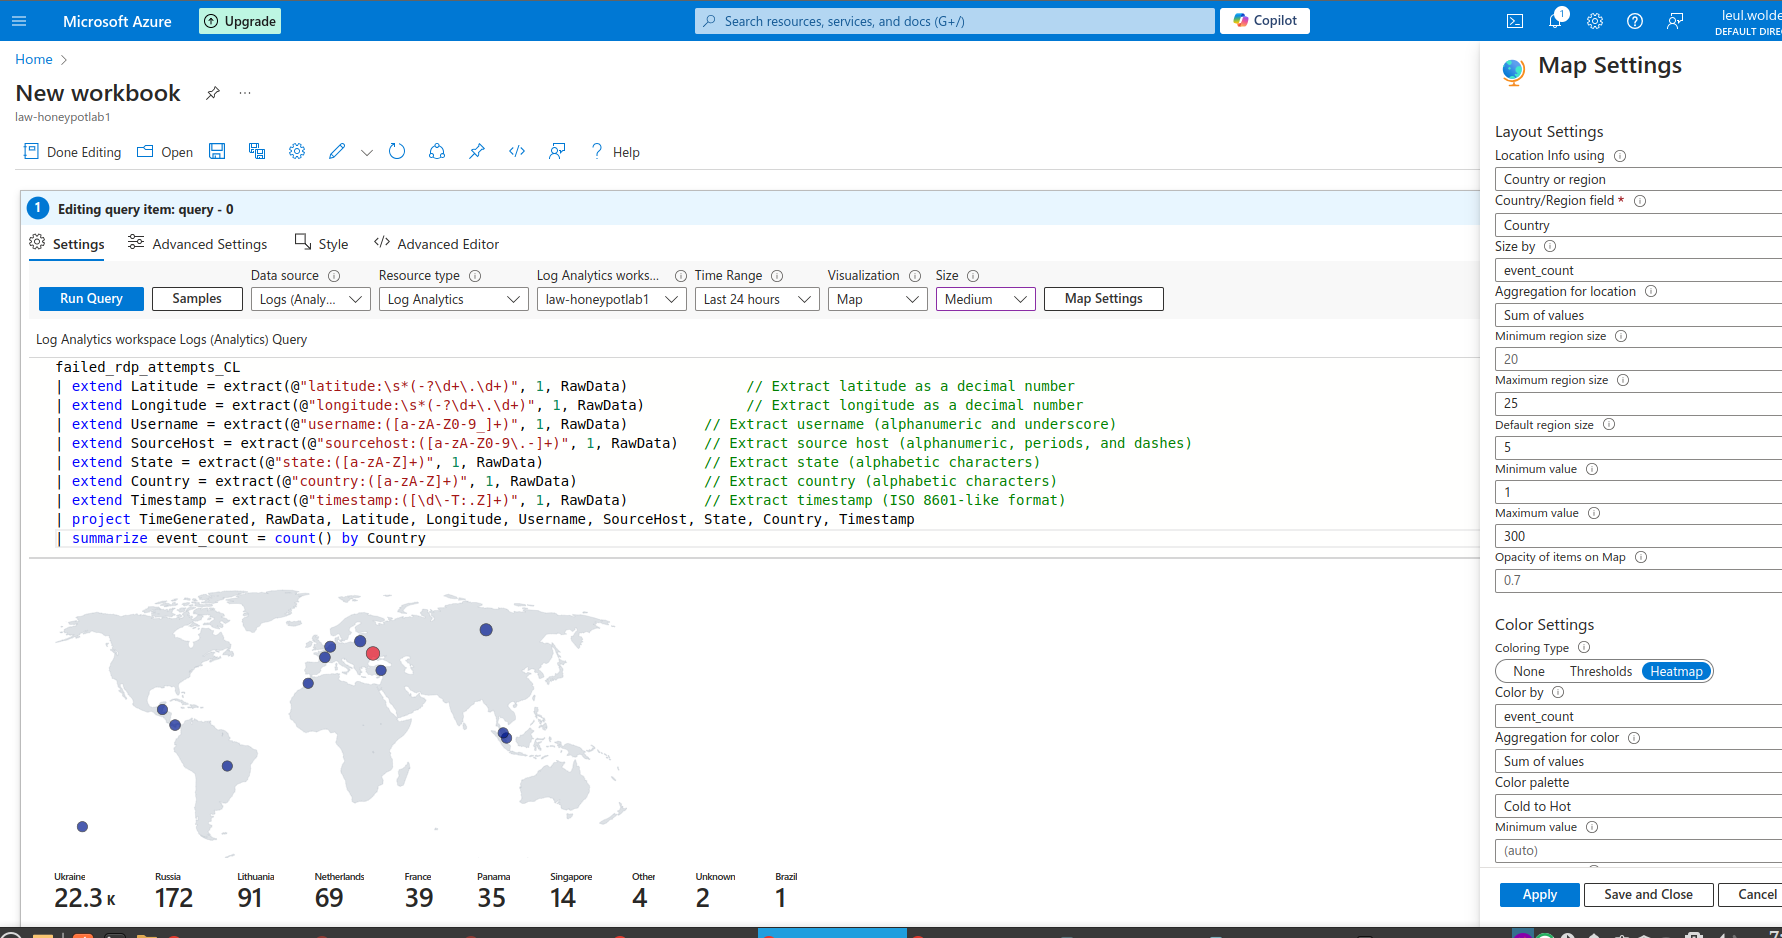 Microsoft Azure
Upgrade
Search resources, services, and docs (G+/)
Copilot
1
leul.wolde
DEFAULT DIREC
Home >
New workbook
...
law-honeypotlab1
Done Editing
Open
? Help
1 Editing query item: query - 0
Settings
Advanced Settings
Style
</> Advanced Editor
Data source
Resource type
Log Analytics works...
Time Range
Visualization
Size
Run Query
Samples
Logs (Analy...
Log Analytics
law-honeypotlab1
Last 24 hours
Map
Medium
Map Settings
Log Analytics workspace Logs (Analytics) Query
failed_rdp_attempts_CL
| extend Latitude = extract(@"latitude:\s*(-?\d+\.\d+)", 1, RawData) // Extract latitude as a decimal number
| extend Longitude = extract(@"longitude:\s*(-?\d+\.\d+)", 1, RawData) // Extract longitude as a decimal number
| extend Username = extract(@"username:([a-zA-Z0-9_]+)", 1, RawData) // Extract username (alphanumeric and underscore)
| extend SourceHost = extract(@"sourcehost:([a-zA-Z0-9\.-]+)", 1, RawData) // Extract source host (alphanumeric, periods, and dashes)
| extend State = extract(@"state:([a-zA-Z]+)", 1, RawData) // Extract state (alphabetic characters)
| extend Country = extract(@"country:([a-zA-Z]+)", 1, RawData) // Extract country (alphabetic characters)
| extend Timestamp = extract(@"timestamp:([\d\-T:.Z]+)", 1, RawData) // Extract timestamp (ISO 8601-like format)
| project TimeGenerated, RawData, Latitude, Longitude, Username, SourceHost, State, Country, Timestamp
| summarize event_count = count() by Country
Ukraine
22.3 K
Russia
172
Lithuania
91
Netherlands
69
France
39
Panama
35
Singapore
14
Other
4
Unknown
2
Brazil
1
Map Settings
Layout Settings
Location Info using
Country or region
Country/Region field *
Country
Size by
event_count
Aggregation for location
Sum of values
Minimum region size
20
Maximum region size
25
Default region size
5
Minimum value
1
Maximum value
300
Opacity of items on Map
0.7
Color Settings
Coloring Type
None
Thresholds
Heatmap
Color by
event_count
Aggregation for color
Sum of values
Color palette
Cold to Hot
Minimum value
(auto)
Apply
Save and Close
Cancel